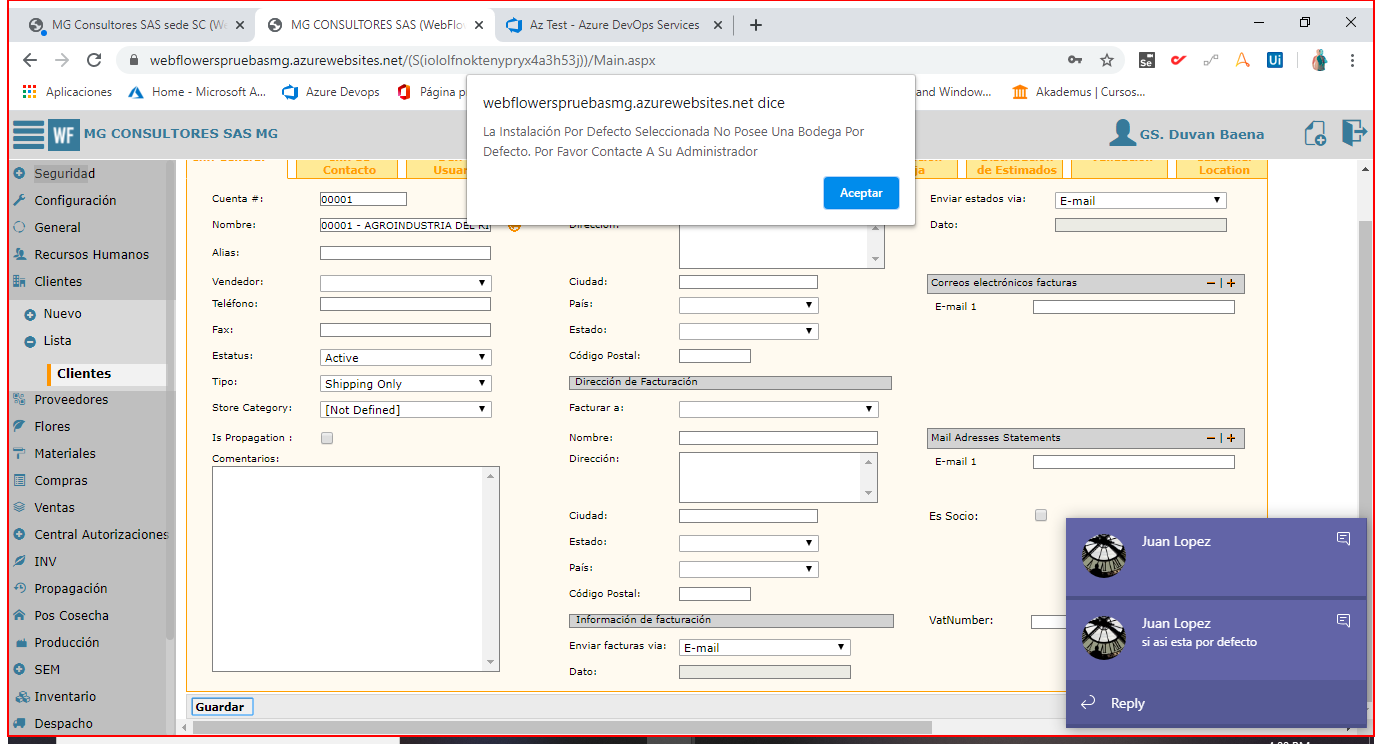 MG Consultores SAS sede SC (W
MG CONSULTORES SAS (WebFlov
Az Test - Azure DevOps Services
webflowerspruebasmg.azurewebsites.net/(S(iololfnoktenypryx4a3h53j))/Main.aspx
Aplicaciones
Home - Microsoft A...
Azure Devops
Página p
and Window...
Akademus | Cursos...
webflowerspruebasmg.azurewebsites.net dice
La Instalación Por Defecto Seleccionada No Posee Una Bodega Por
Defecto. Por Favor Contacte A Su Administrador
Aceptar
WF MG CONSULTORES SAS MG
GS. Duvan Baena
Seguridad
Configuración
General
Recursos Humanos
Clientes
Nuevo
Lista
Clientes
Proveedores
Flores
Materiales
Compras
Ventas
Central Autorizaciones
INV
Propagación
Pos Cosecha
Producción
SEM
Inventario
Despacho
Contacto
Usuar
ja
de Estimados
Location
Cuenta #:
00001
Nombre:
00001 - AGROINDUSTRIA DEL RI
Alias:
Vendedor:
Teléfono:
Fax:
Estatus:
Active
Tipo:
Shipping Only
Store Category:
[Not Defined]
Is Propagation :
Comentarios:
Dirección:
Ciudad:
País:
Estado:
Código Postal:
Dirección de Facturación
Facturar a:
Nombre:
Dirección:
Ciudad:
Estado:
País:
Código Postal:
Información de facturación
Enviar facturas via:
E-mail
Dato:
Enviar estados via:
E-mail
Dato:
Correos electrónicos facturas
− | +
E-mail 1
Mail Adresses Statements
− | +
E-mail 1
Es Socio:
VatNumber:
Guardar
Juan Lopez
Juan Lopez
si asi esta por defecto
Reply